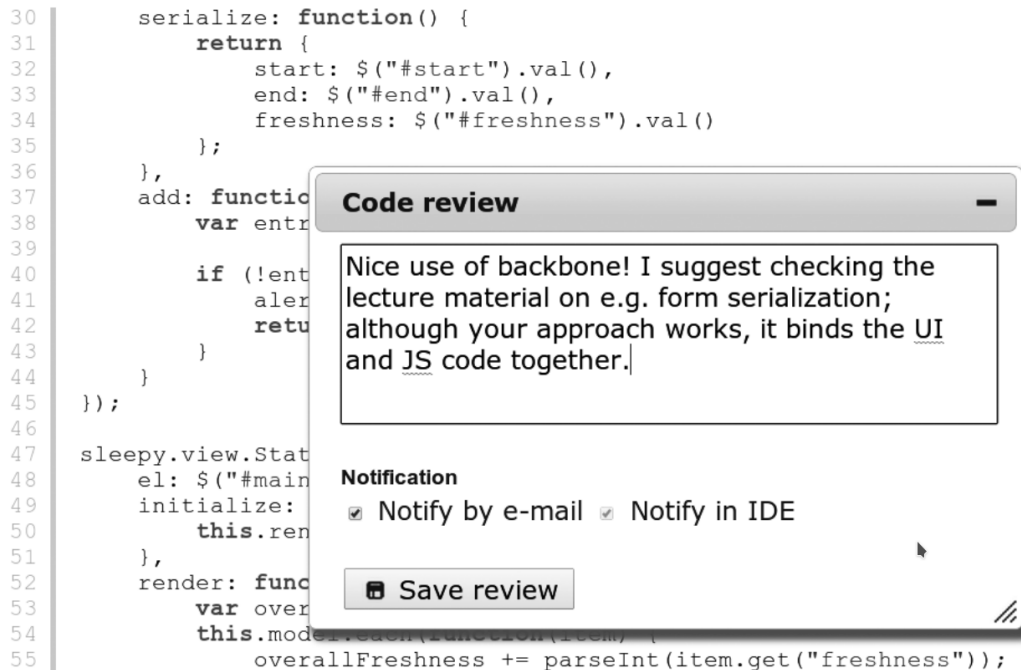 30 serialize: function() {
31 return {
32 start: $("#start").val(),
33 end: $("#end").val(),
34 freshness: $("#freshness").val()
35 };
36 },
37 add: functio
38 var entr
39
40 if (!ent
41 aler
42 retu
43 }
44 }
45 });
46
47 sleepy.view.Stat
48 el: $("#main
49 initialize:
50 this.ren
51 },
52 render: func
53 var over
54 this.model.each(function(item) {
55 overallFreshness += parseInt(item.get("freshness"));
Code review
Nice use of backbone! I suggest checking the
lecture material on e.g. form serialization;
although your approach works, it binds the UI
and JS code together.
Notification
Notify by e-mail Notify in IDE
Save review